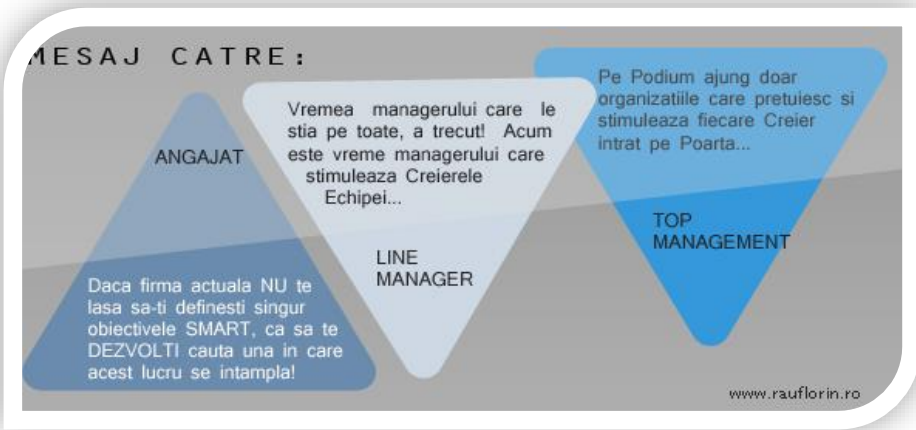 MESAJ CATRE:
ANGAJAT
Daca firma actuala NU te
lasa sa-ti definesti singur
obiectivele SMART, ca sa te
DEZVOLTI cauta una in care
acest lucru se intampla!
Vremea managerului care le
stia pe toate, a trecut! Acum
este vreme managerului care
stimuleaza Creierele
Echipei...
LINE
MANAGER
Pe Podium ajung doar
organizatiile care pretuiesc si
stimuleaza fiecare Creier
intrat pe Poarta...
TOP
MANAGEMENT
www.rauflorin.ro